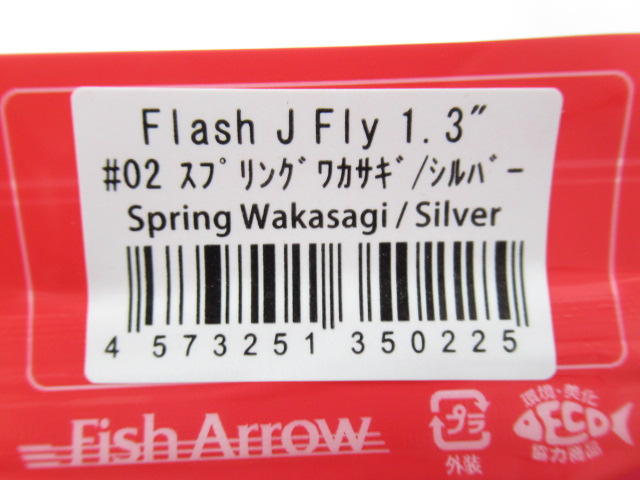 Flash J Fly 1.3"
#02 ｽﾌﾟﾘﾝｸﾞﾜｶｻｷﾞ/ｼﾙﾊﾞｰ
Spring Wakasagi / Silver
4 573251 350225
Fish Arrow
プラ
外装
環境・美化
ECO
協力商品